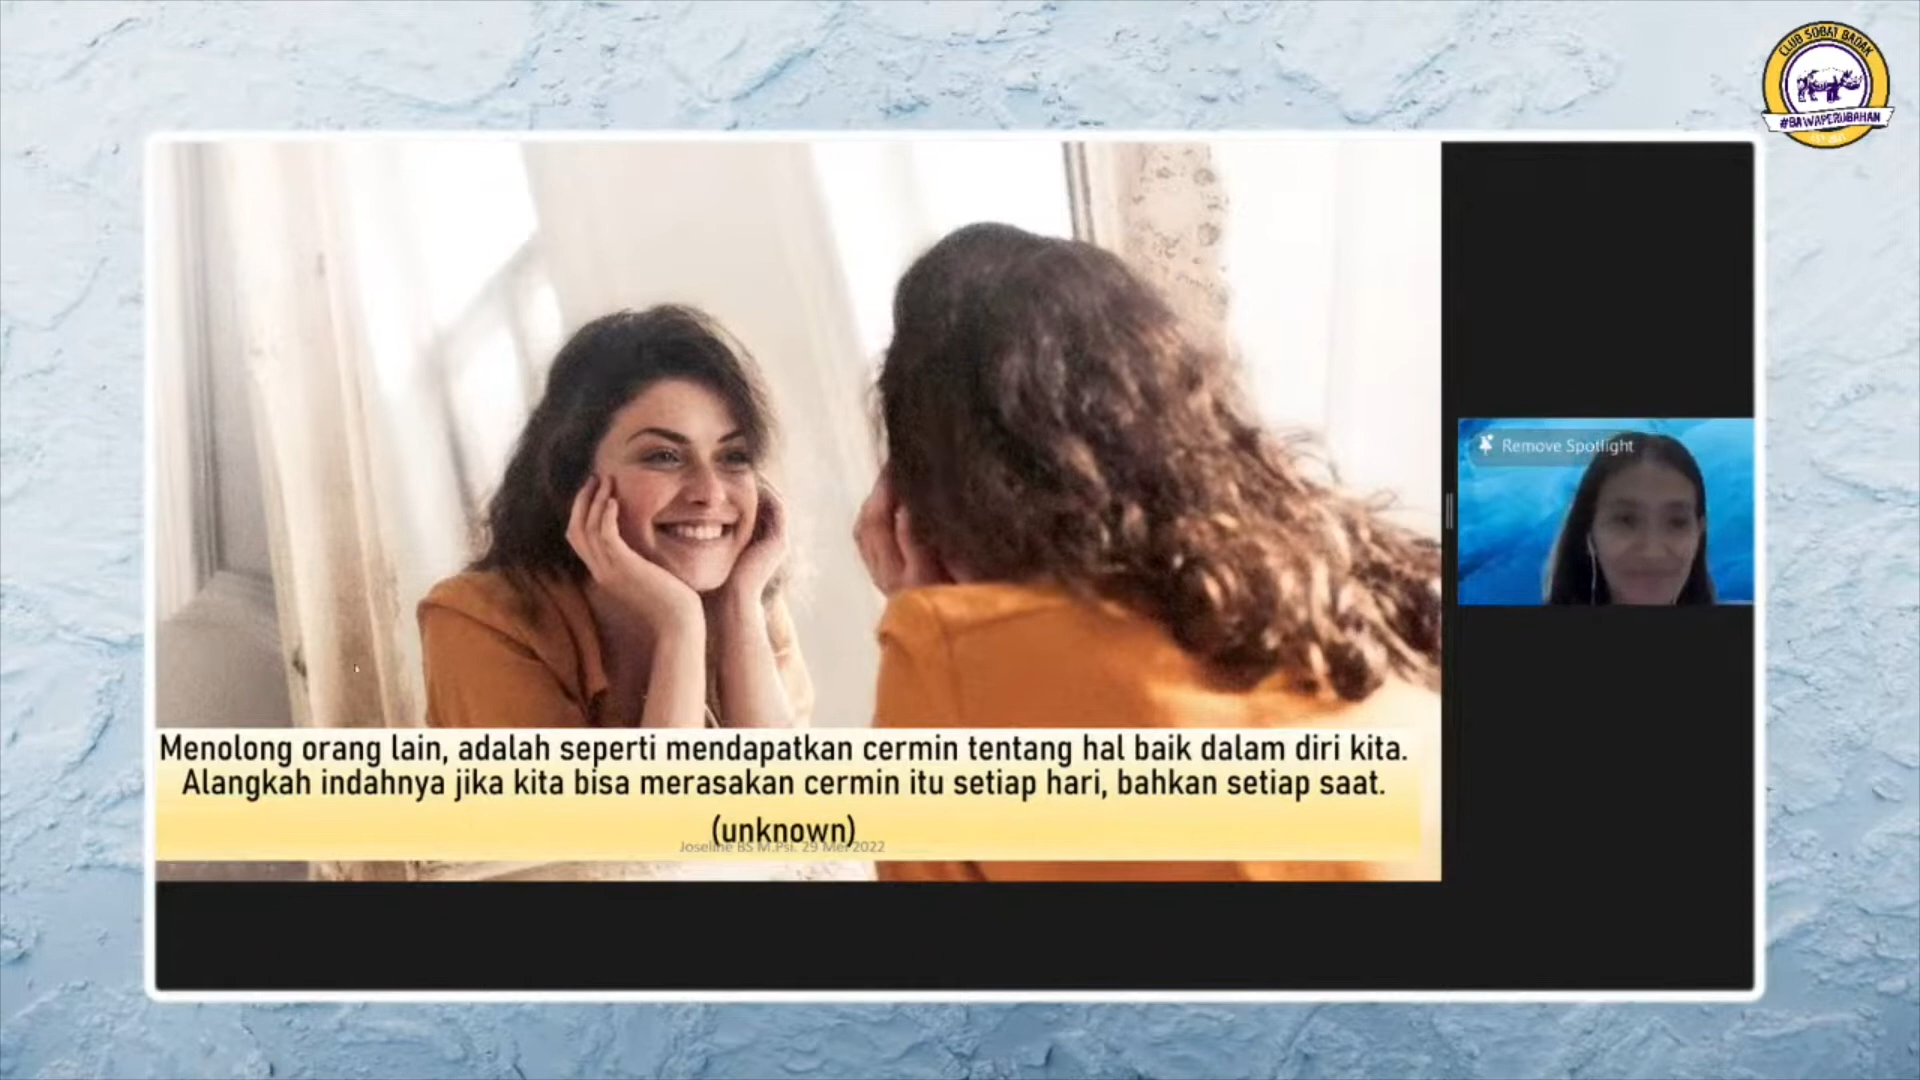 CLUB SOBAT BADAK
#BAWAPERUBAHAN
Remove Spotlight
Menolong orang lain, adalah seperti mendapatkan cermin tentang hal baik dalam diri kita.
Alangkah indahnya jika kita bisa merasakan cermin itu setiap hari, bahkan setiap saat.
(unknown)
Joseline BS M.Psi. 29 Mei 2022